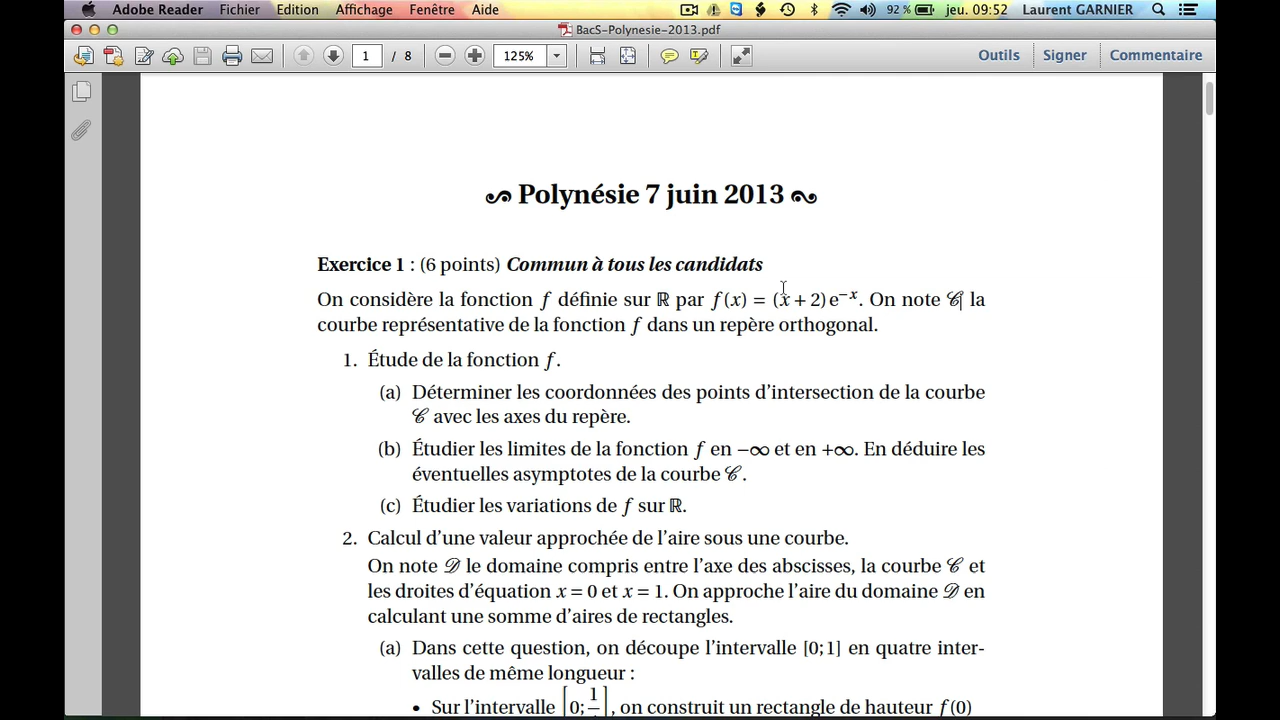 Adobe Reader Fichier Edition Affichage Fenêtre Aide 92 % jeu. 09:52 Laurent GARNIER
BacS-Polynesie-2013.pdf
1 / 8 125% Outils Signer Commentaire
Polynésie 7 juin 2013
Exercice 1 : (6 points) Commun à tous les candidats
On considère la fonction f définie sur ℝ par f(x) = (x + 2) e⁻ˣ. On note 𝒞 la
courbe représentative de la fonction f dans un repère orthogonal.
1. Étude de la fonction f.
(a) Déterminer les coordonnées des points d’intersection de la courbe
𝒞 avec les axes du repère.
(b) Étudier les limites de la fonction f en −∞ et en +∞. En déduire les
éventuelles asymptotes de la courbe 𝒞.
(c) Étudier les variations de f sur ℝ.
2. Calcul d’une valeur approchée de l’aire sous une courbe.
On note 𝒟 le domaine compris entre l’axe des abscisses, la courbe 𝒞 et
les droites d’équation x = 0 et x = 1. On approche l’aire du domaine 𝒟 en
calculant une somme d’aires de rectangles.
(a) Dans cette question, on découpe l’intervalle [0;1] en quatre inter-
valles de même longueur :
• Sur l’intervalle [0; 1/ ], on construit un rectangle de hauteur f(0)